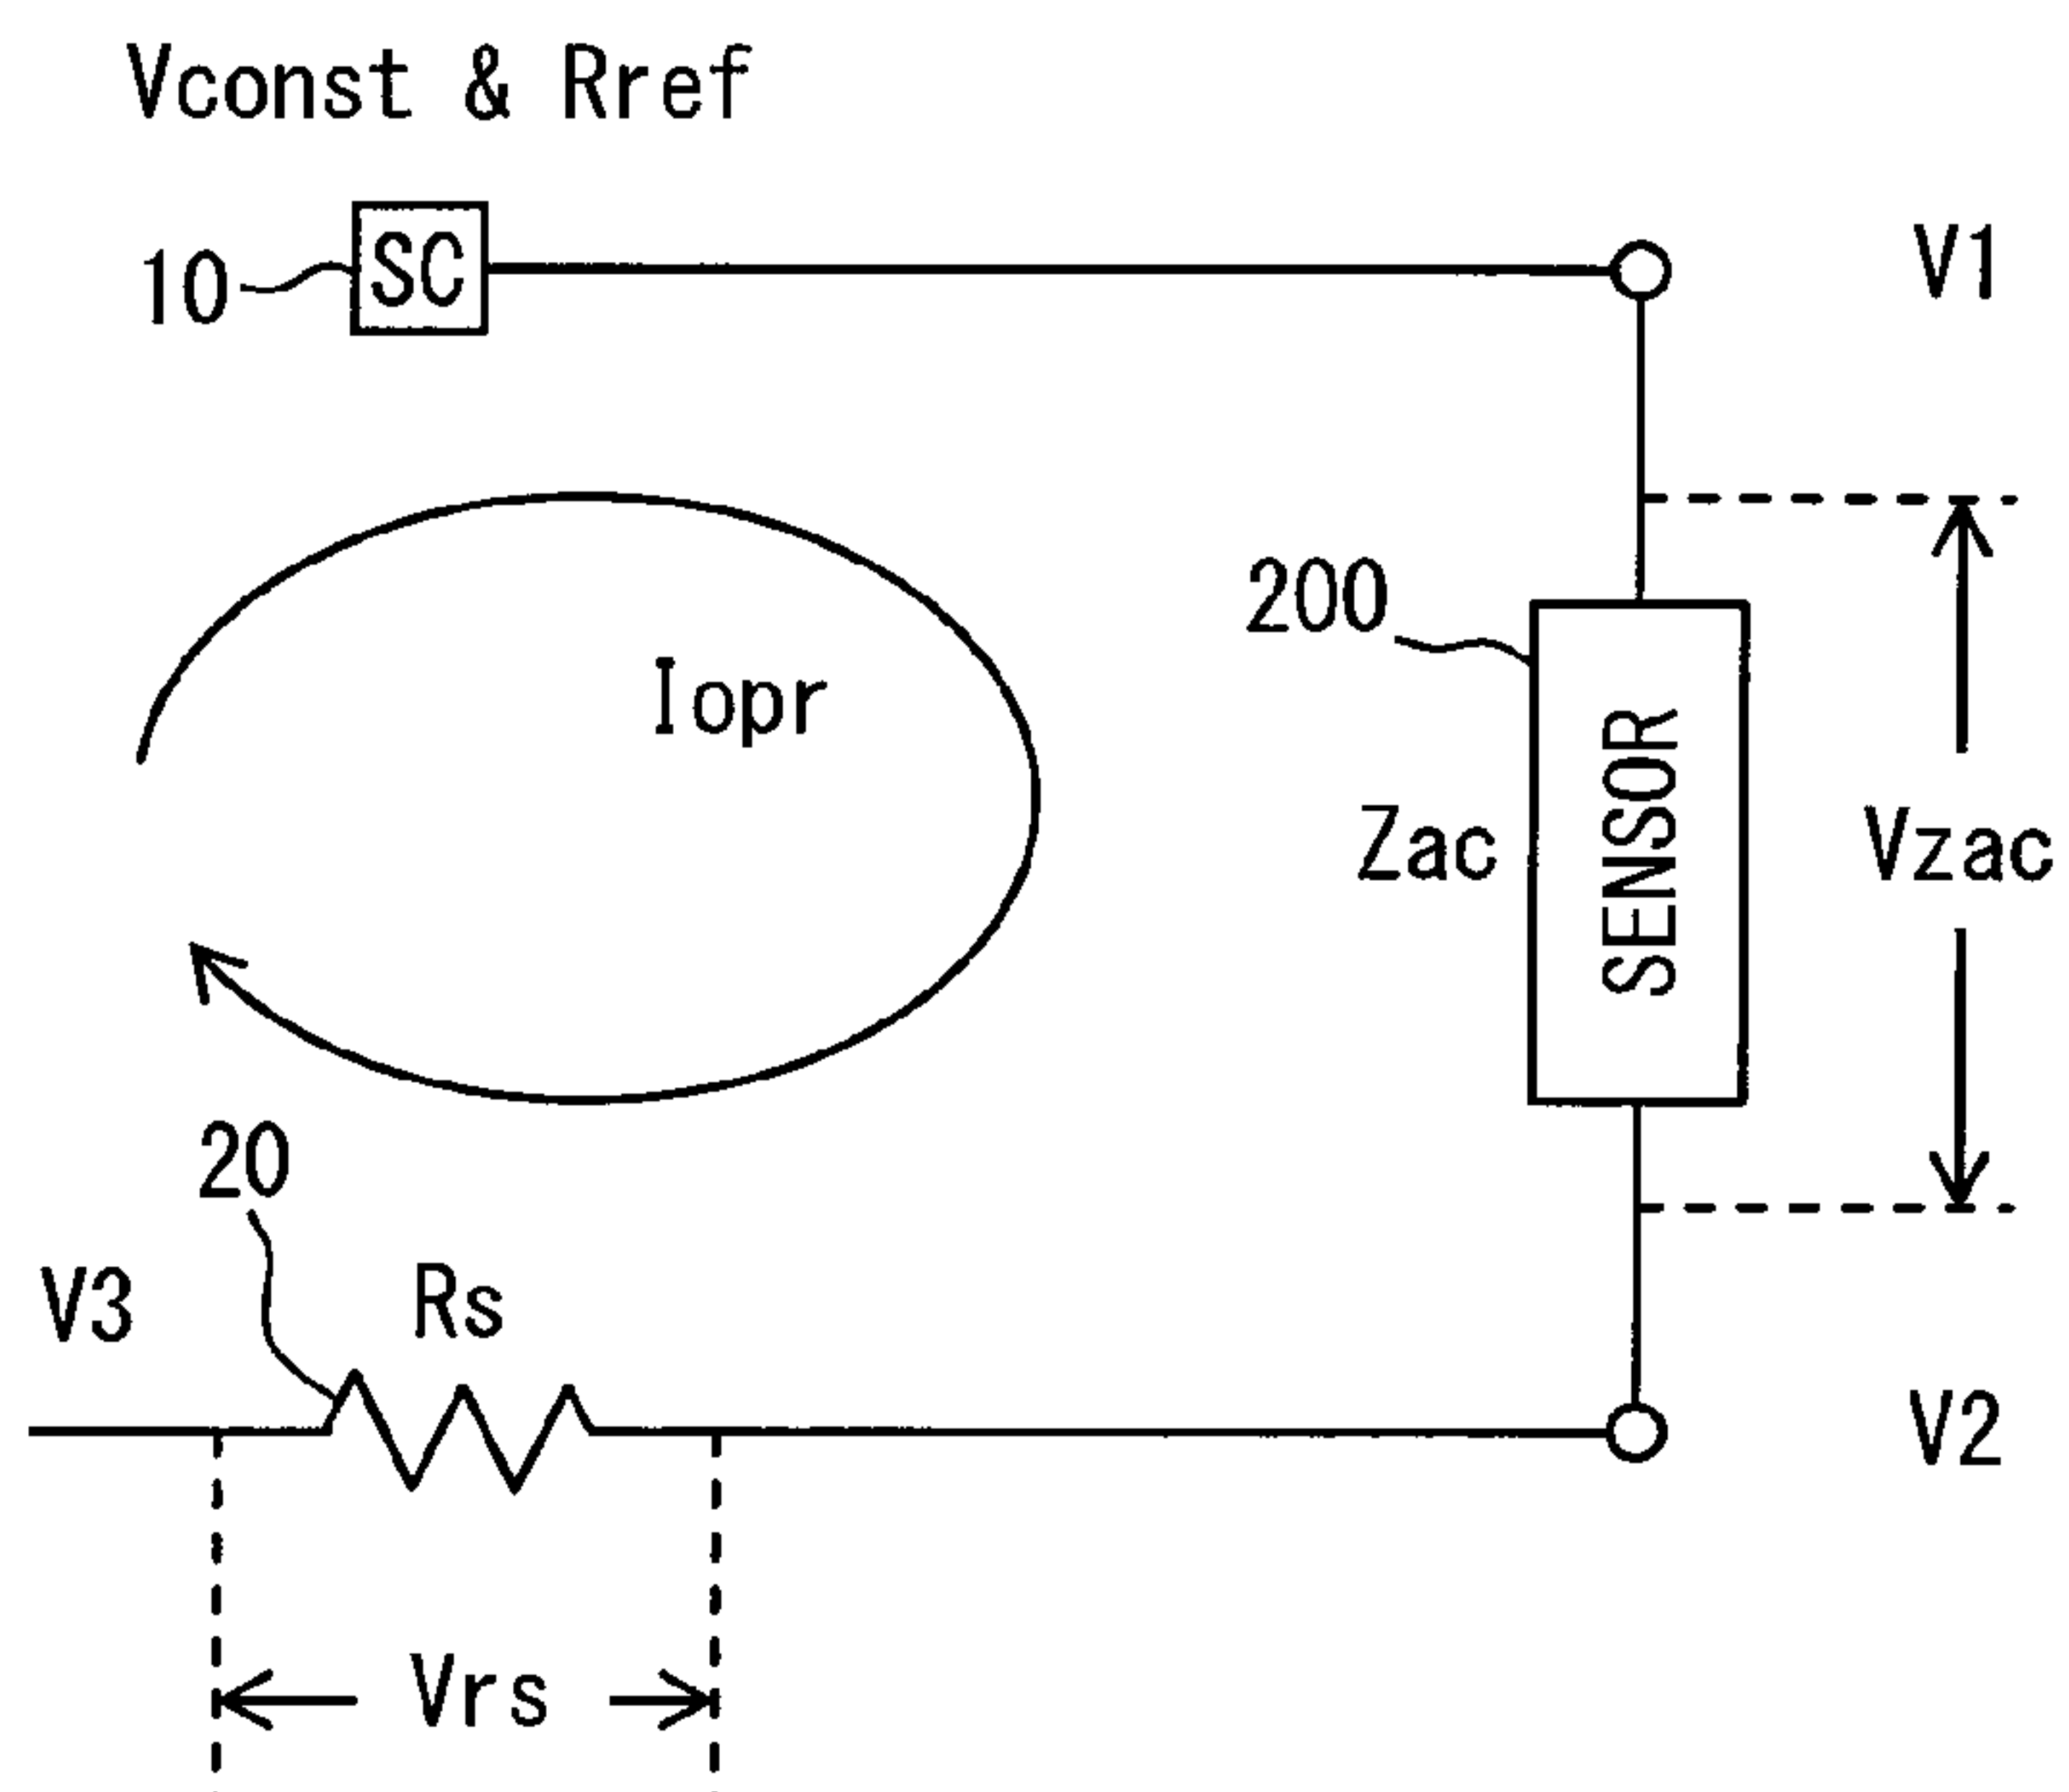 Vconst & Rref
10
SC
V1
200
Iopr
Zac
SENSOR
Vzac
20
V3
Rs
V2
Vrs